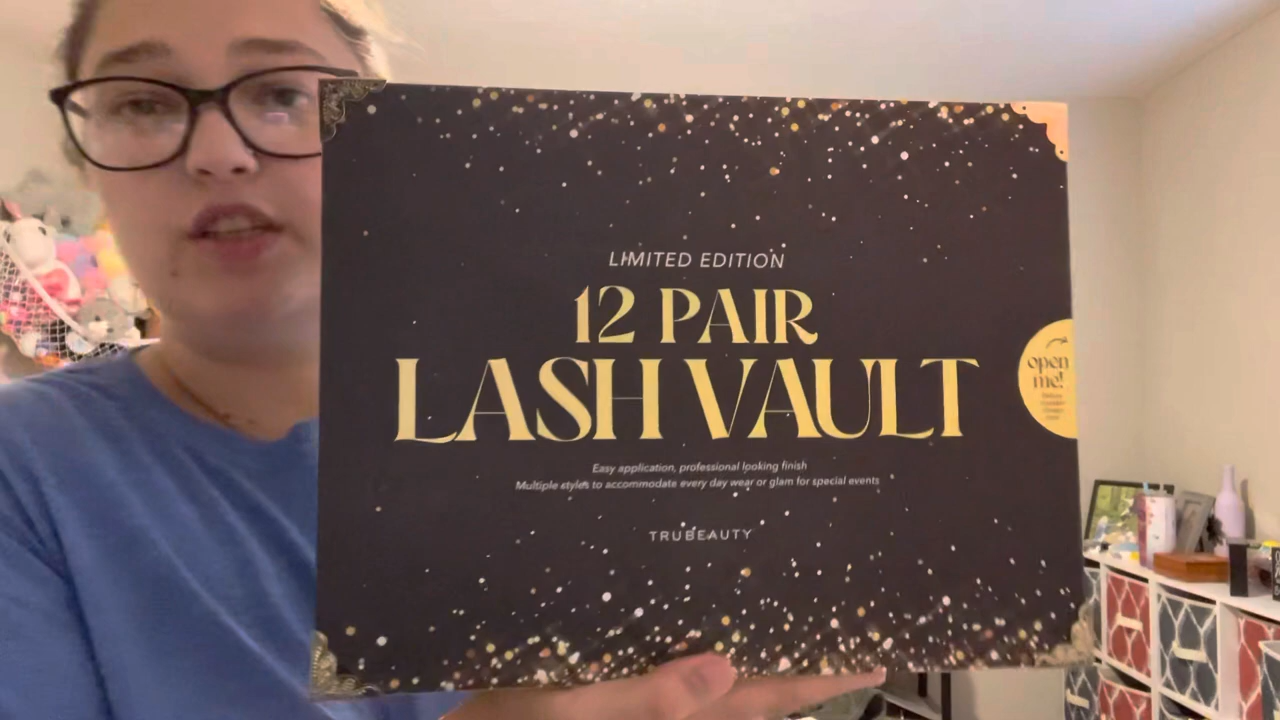 LIMITED EDITION
12 PAIR
LASH VAULT
open
me!
Easy application, professional looking finish
Multiple styles to accommodate every day wear or glam for special events
TRUBEAUTY